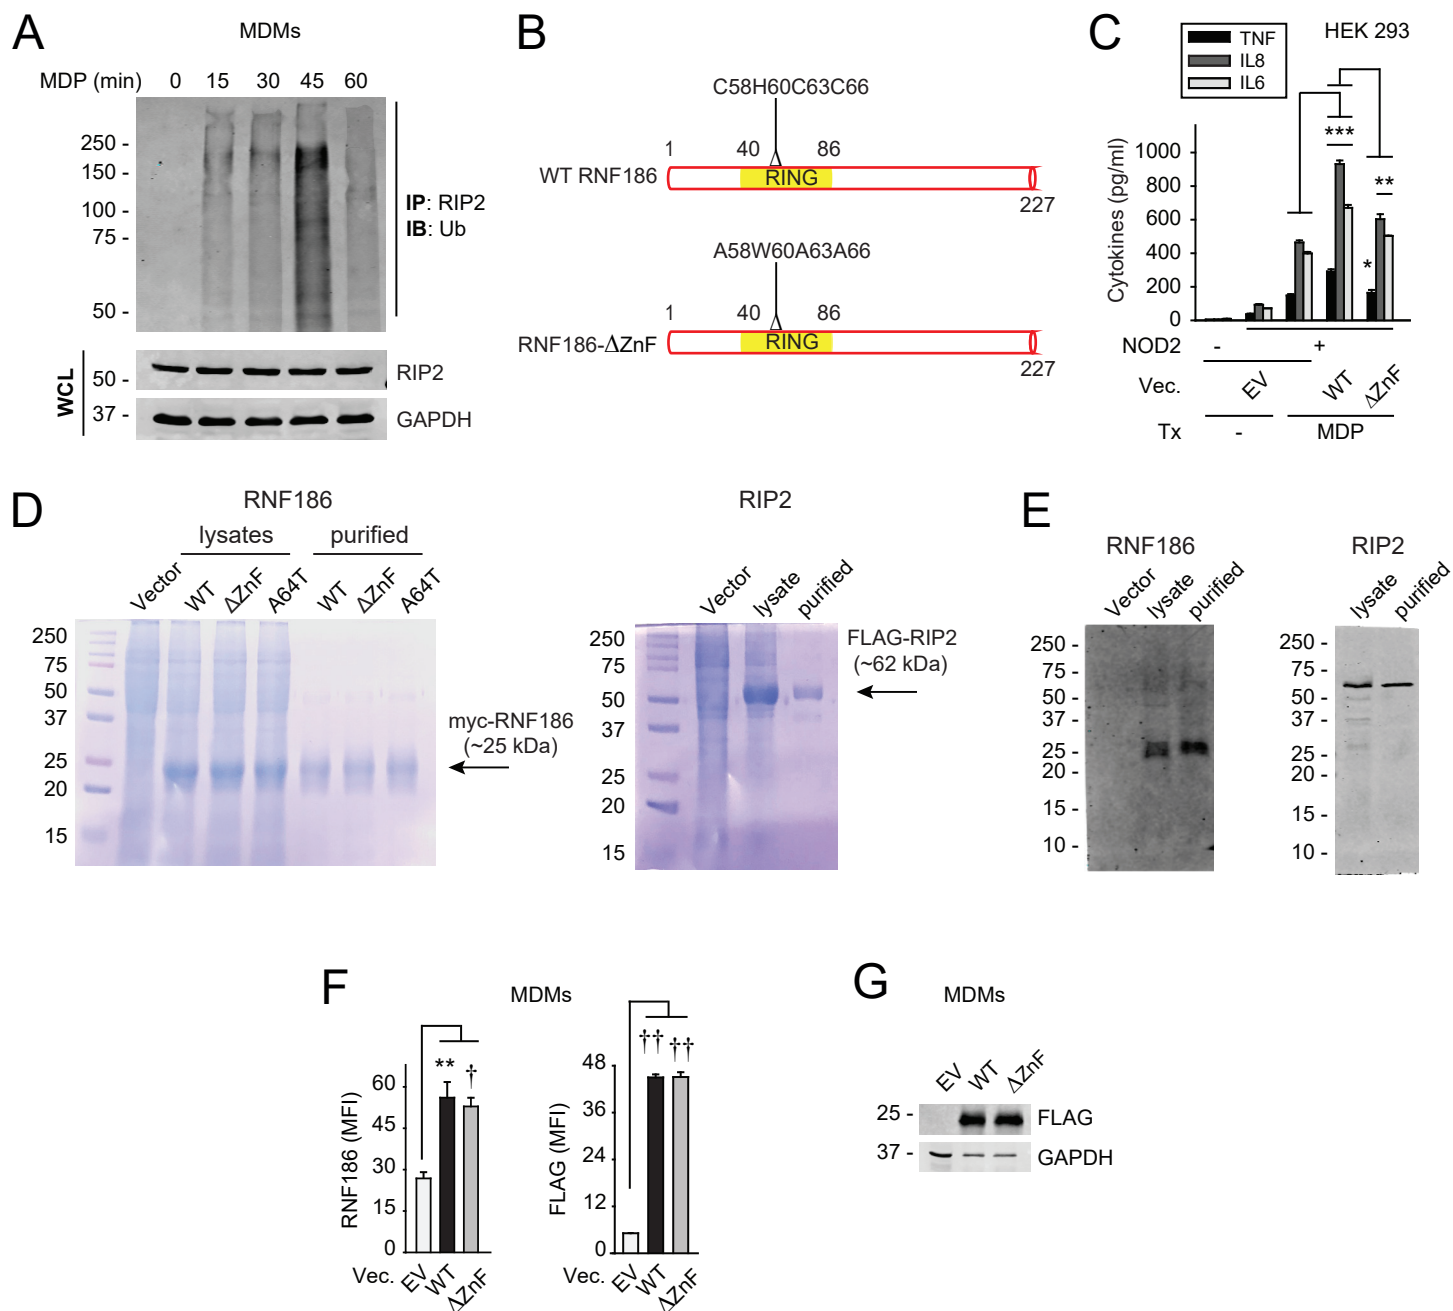 A
MDMs
MDP (min) 0 15 30 45 60
250 -
150 -
100 -
75 -
50 -
IP: RIP2
IB: Ub
WCL
50 -
RIP2
37 -
GAPDH
B
C58H60C63C66
1 40 86
WT RNF186
RING
227
A58W60A63A66
1 40 86
RNF186-ΔZnF
RING
227
C
TNF
IL8
IL6
HEK 293
Cytokines (pg/ml)
1000
800
600
400
200
0
***
**
*
NOD2 - +
Vec. EV WT ΔZnF
Tx - MDP
D
RNF186
lysates purified
Vector WT ΔZnF A64T WT ΔZnF A64T
250
75
50
37
25
20
15
myc-RNF186
(~25 kDa)
RIP2
Vector lysate purified
250
75
50
37
25
20
15
FLAG-RIP2
(~62 kDa)
E
RNF186
Vector lysate purified
250 -
75 -
50 -
37 -
25 -
20 -
15 -
10 -
RIP2
lysate purified
250 -
75 -
50 -
37 -
25 -
20 -
15 -
10 -
F
MDMs
RNF186 (MFI)
60
45
30
15
0
** †
Vec. EV WT ΔZnF
FLAG (MFI)
48
36
24
12
0
†† ††
Vec. EV WT ΔZnF
G
MDMs
EV WT ΔZnF
25 - FLAG
37 - GAPDH